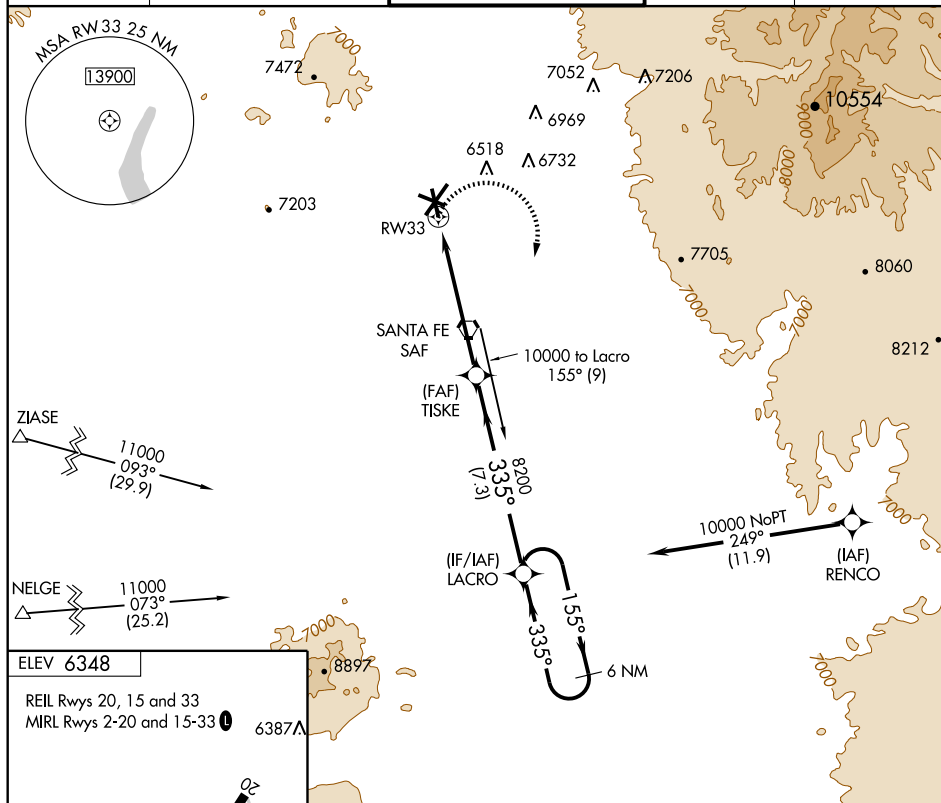 MSA RW33 25 NM
13900
7000
7472
7052
7206
6969
6732
6518
10554
9000
8000
7203
RW33
7705
8060
7000
7000
8212
SANTA FE
SAF
10000 to Lacro
155° (9)
(FAF)
TISKE
ZIASE
11000
093°
(29.9)
8200
335°
(7.3)
10000 NoPT
249°
(11.9)
7000
(IAF)
RENCO
(IF/IAF)
LACRO
NELGE
11000
073°
(25.2)
155°
335°
6 NM
7000
7000
8897
ELEV 6348
REIL Rwys 20, 15 and 33
MIRL Rwys 2-20 and 15-33 L
6387
20